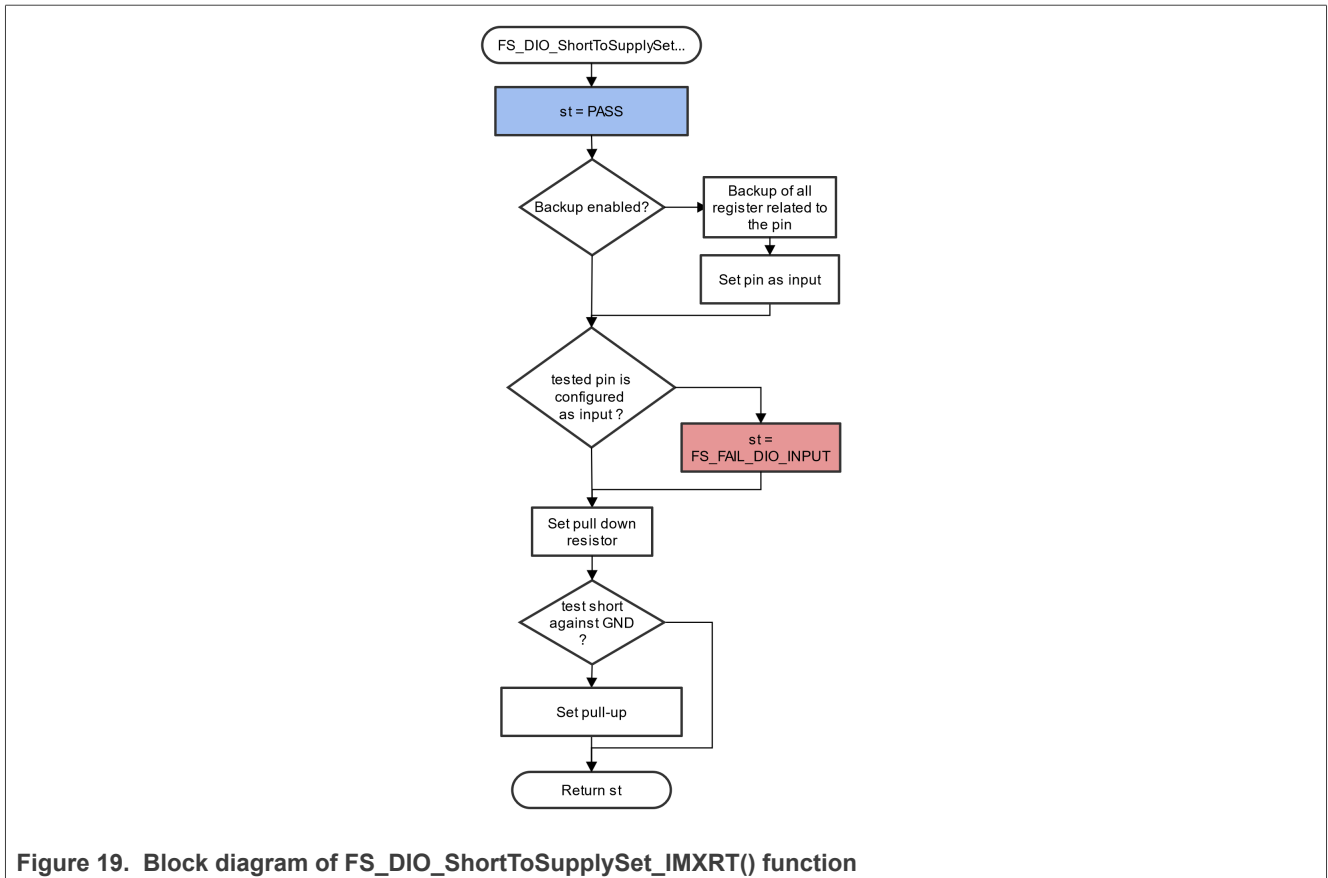 FS_DIO_ShortToSupplySet...
st = PASS
Backup enabled?
Backup of all
register related to
the pin
Set pin as input
tested pin is
configured
as input ?
st =
FS_FAIL_DIO_INPUT
Set pull down
resistor
test short
against GND
?
Set pull-up
Return st
Figure 19. Block diagram of FS_DIO_ShortToSupplySet_IMXRT() function